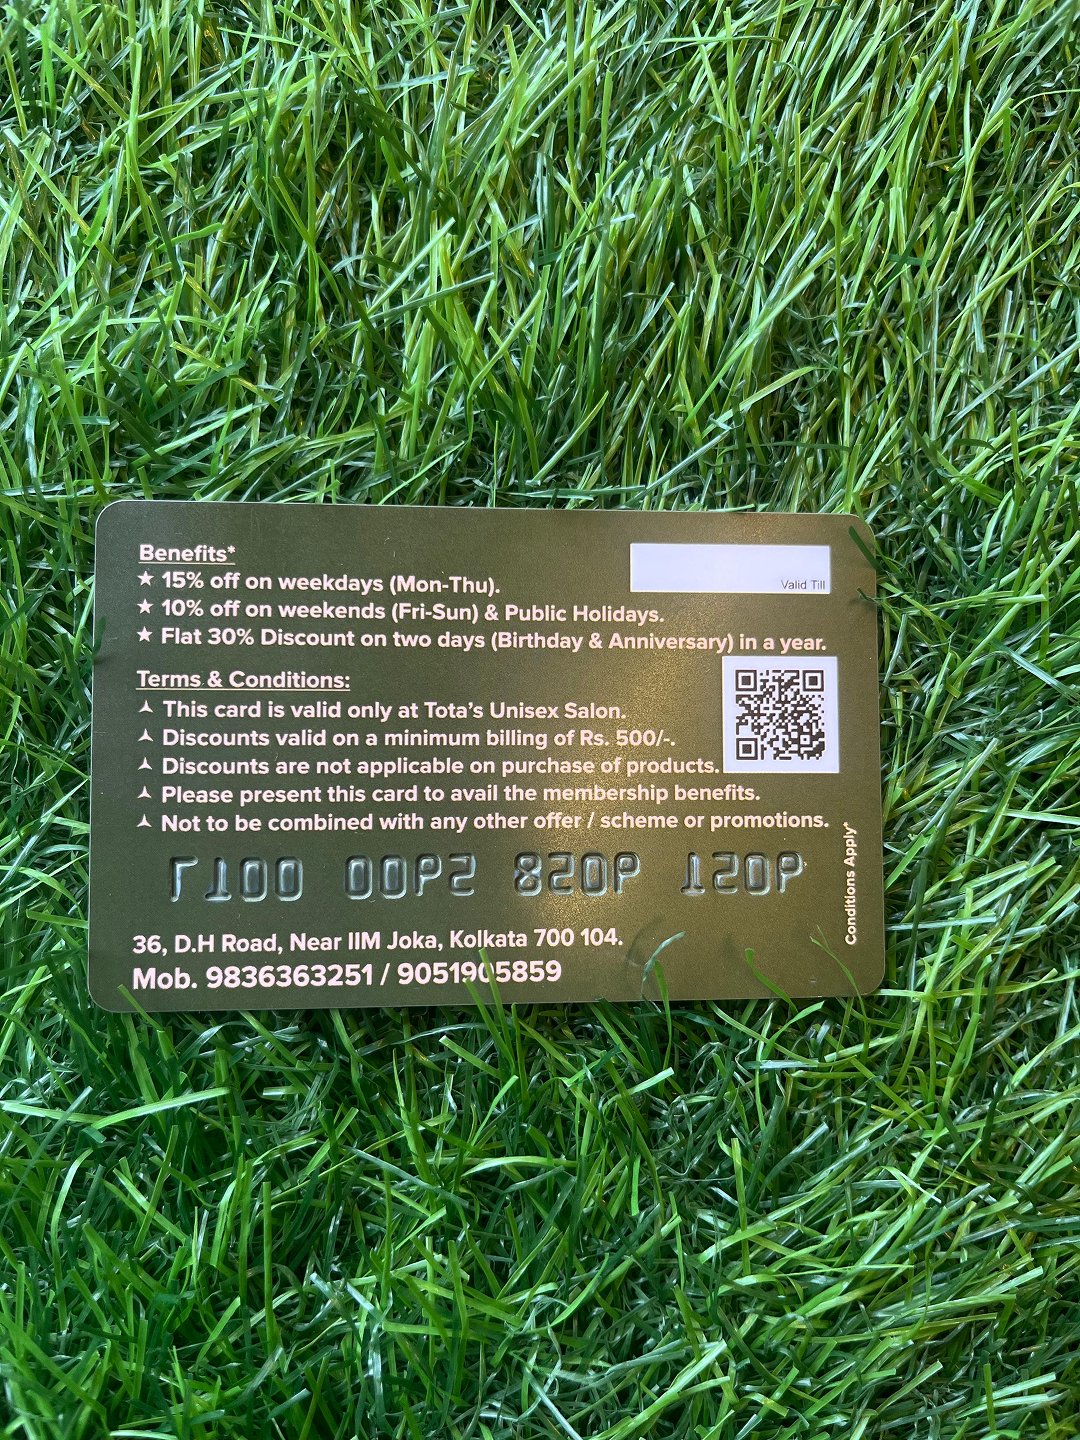 Benefits*
★ 15% off on weekdays (Mon-Thu).
★ 10% off on weekends (Fri-Sun) & Public Holidays.
★ Flat 30% Discount on two days (Birthday & Anniversary) in a year.
Valid Till
Terms & Conditions:
This card is valid only at Tota's Unisex Salon.
Discounts valid on a minimum billing of Rs. 500/-.
Discounts are not applicable on purchase of products.
Please present this card to avail the membership benefits.
Not to be combined with any other offer / scheme or promotions.
Conditions Apply*
9051 9058 5900 0017
36, D.H Road, Near IIM Joka, Kolkata 700 104.
Mob. 9836363251 / 9051905859